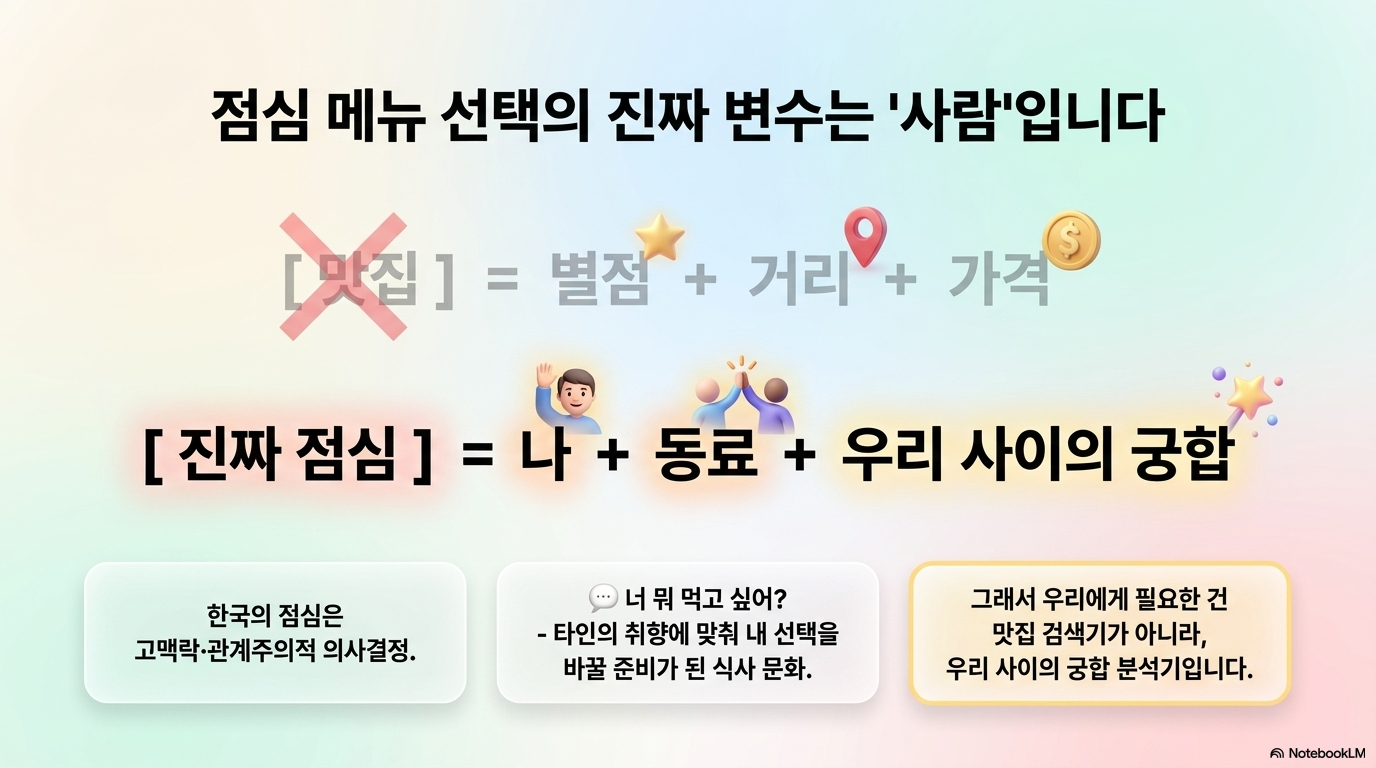 점심 메뉴 선택의 진짜 변수는 '사람'입니다
[ 맛집 ] = 별점 + 거리 + 가격
[ 진짜 점심 ] = 나 + 동료 + 우리 사이의 궁합
한국의 점심은
고맥락·관계주의적 의사결정.
💬 너 뭐 먹고 싶어?
- 타인의 취향에 맞춰 내 선택을
바꿀 준비가 된 식사 문화.
그래서 우리에게 필요한 건
맛집 검색기가 아니라,
우리 사이의 궁합 분석기입니다.
NotebookLM